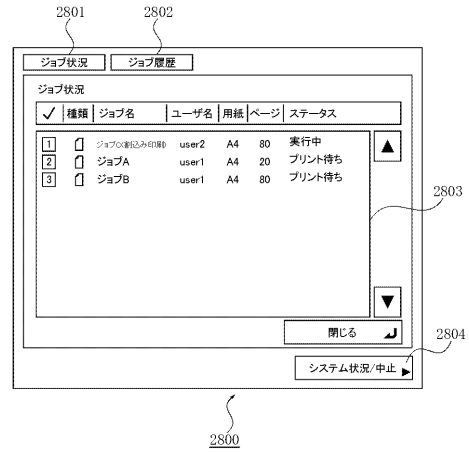 2801 2802
ジョブ状況 ジョブ履歴
ジョブ状況
✓ 種類 ジョブ名 ユーザ名 用紙 ページ ステータス
1 ジョブC(割込み印刷) user2 A4 80 実行中
2 ジョブA user1 A4 20 プリント待ち
3 ジョブB user1 A4 80 プリント待ち
▲
2803
▼
閉じる
2804
システム状況/中止 ▶
2800